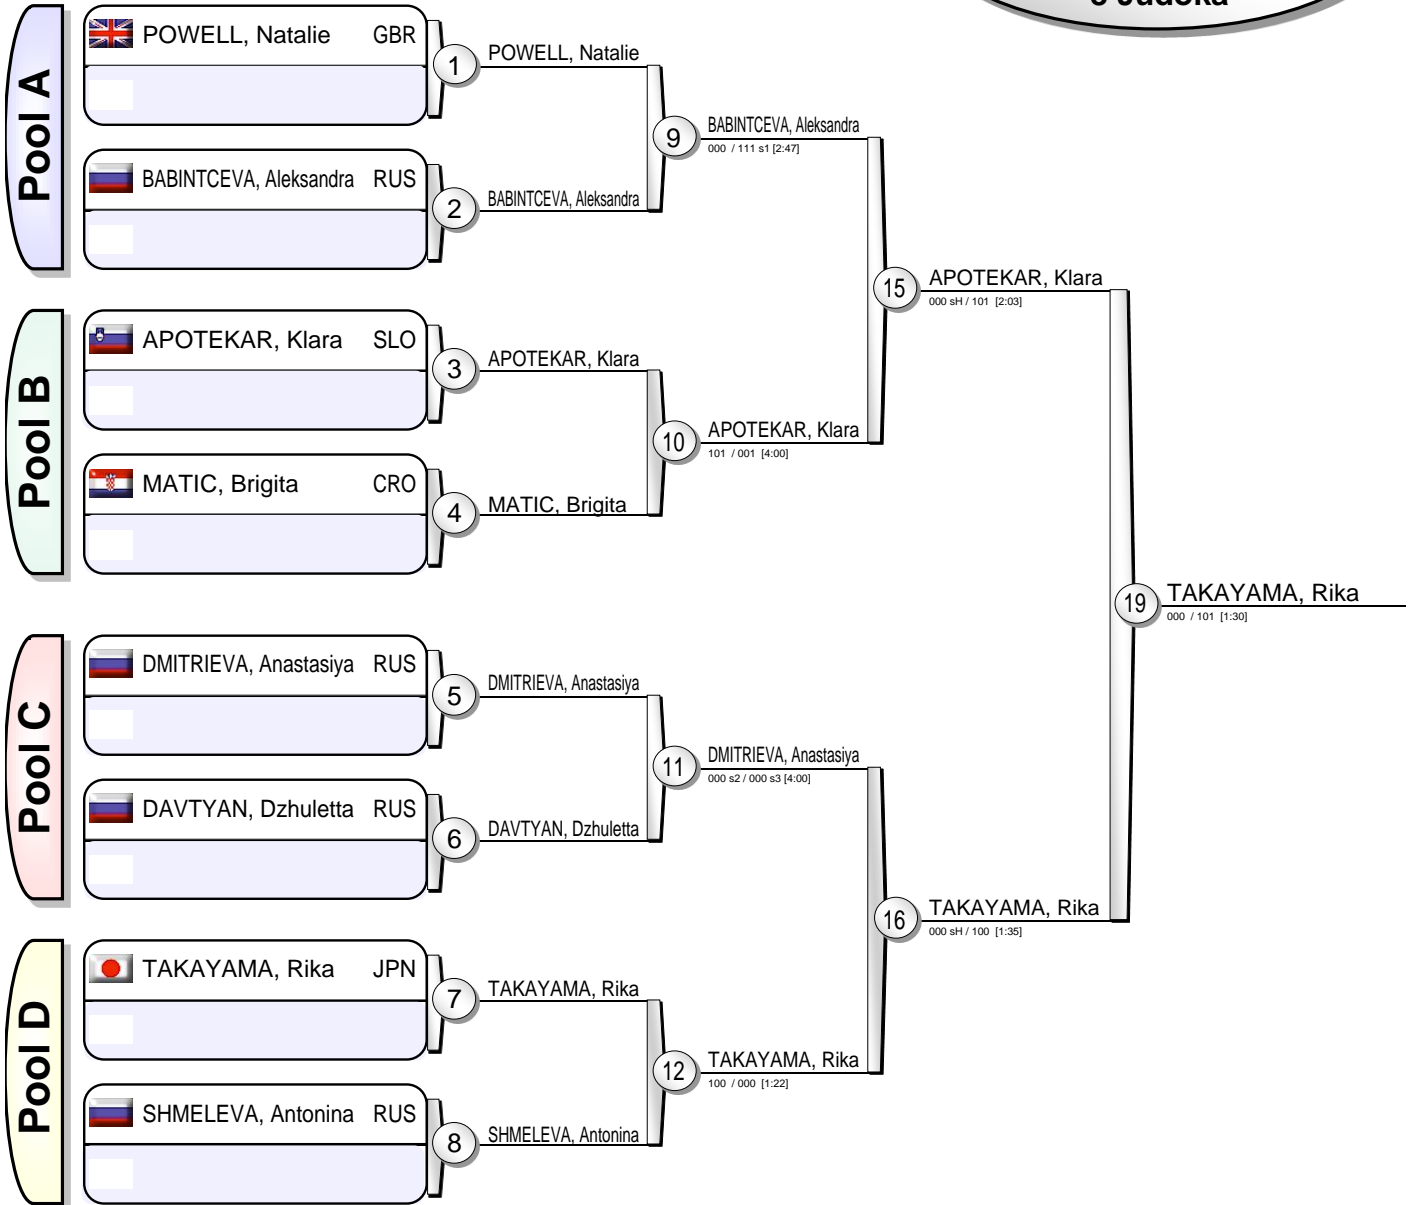 8 Judoka
Pool A
POWELL, Natalie GBR
1
POWELL, Natalie
BABINTCEVA, Aleksandra RUS
2
BABINTCEVA, Aleksandra
9
BABINTCEVA, Aleksandra
000 / 111 s1 [2:47]
Pool B
APOTEKAR, Klara SLO
3
APOTEKAR, Klara
MATIC, Brigita CRO
4
MATIC, Brigita
10
APOTEKAR, Klara
101 / 001 [4:00]
15
APOTEKAR, Klara
000 sH / 101 [2:03]
Pool C
DMITRIEVA, Anastasiya RUS
5
DMITRIEVA, Anastasiya
DAVTYAN, Dzhuletta RUS
6
DAVTYAN, Dzhuletta
11
DMITRIEVA, Anastasiya
000 s2 / 000 s3 [4:00]
Pool D
TAKAYAMA, Rika JPN
7
TAKAYAMA, Rika
SHMELEVA, Antonina RUS
8
SHMELEVA, Antonina
12
TAKAYAMA, Rika
100 / 000 [1:22]
16
TAKAYAMA, Rika
000 sH / 100 [1:35]
19
TAKAYAMA, Rika
000 / 101 [1:30]